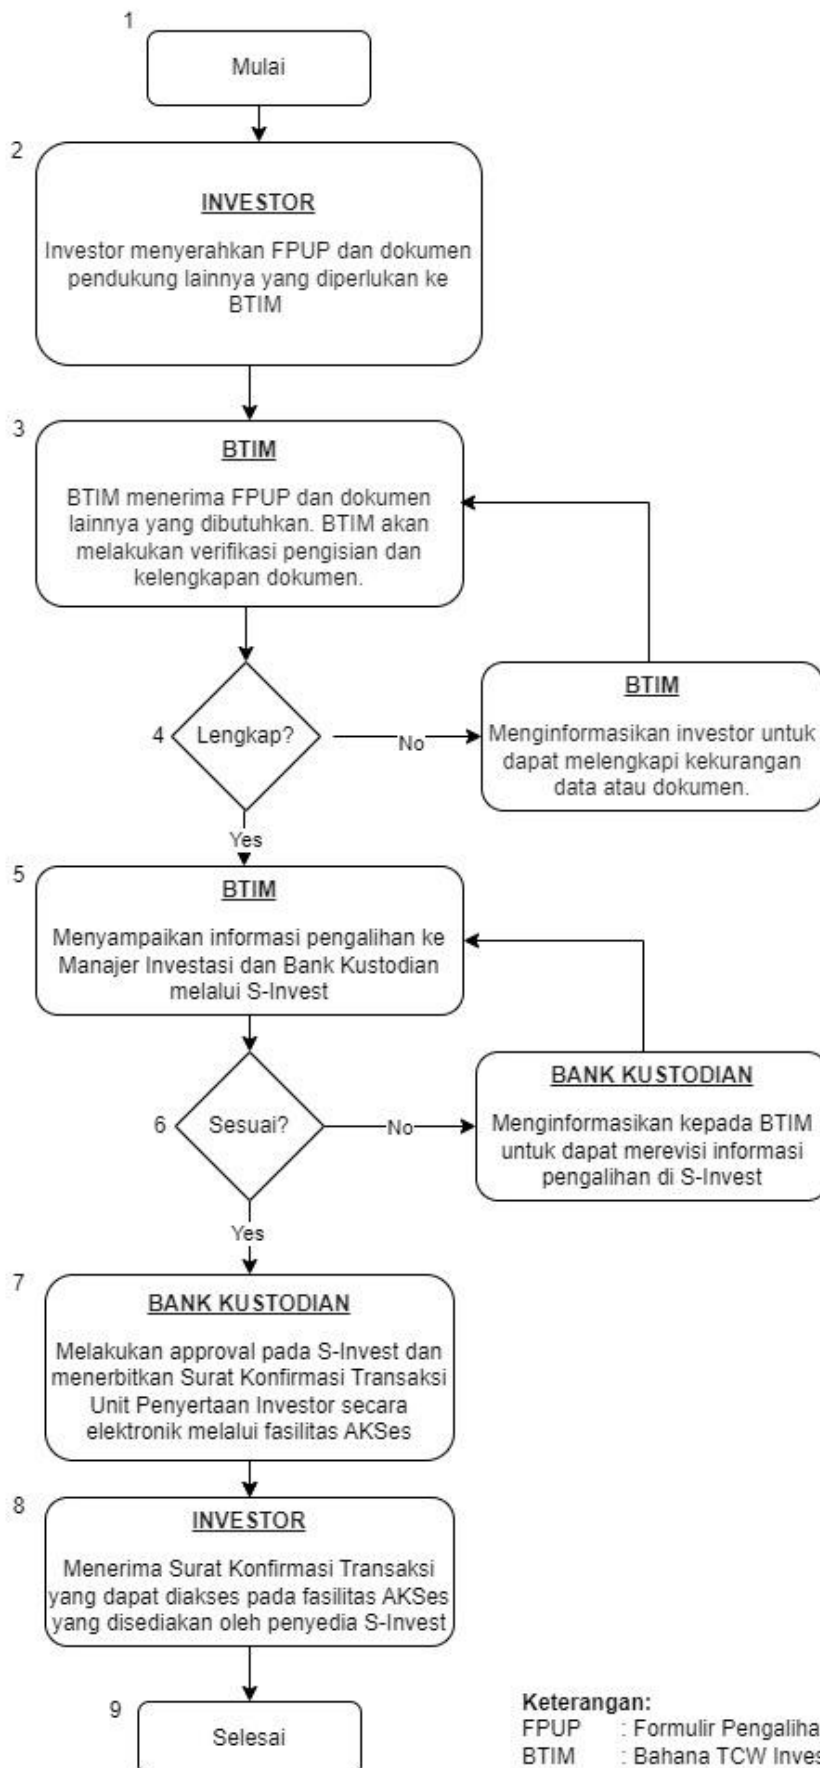 1
Mulai
2
INVESTOR
Investor menyerahkan FPUP dan dokumen
pendukung lainnya yang diperlukan ke
BTIM
3
BTIM
BTIM menerima FPUP dan dokumen
lainnya yang dibutuhkan. BTIM akan
melakukan verifikasi pengisian dan
kelengkapan dokumen.
4
Lengkap?
No
BTIM
Menginformasikan investor untuk
dapat melengkapi kekurangan
data atau dokumen.
Yes
5
BTIM
Menyampaikan informasi pengalihan ke
Manajer Investasi dan Bank Kustodian
melalui S-Invest
6
Sesuai?
No
BANK KUSTODIAN
Menginformasikan kepada BTIM
untuk dapat merevisi informasi
pengalihan di S-Invest
Yes
7
BANK KUSTODIAN
Melakukan approval pada S-Invest dan
menerbitkan Surat Konfirmasi Transaksi
Unit Penyertaan Investor secara
elektronik melalui fasilitas AKSes
8
INVESTOR
Menerima Surat Konfirmasi Transaksi
yang dapat diakses pada fasilitas AKSes
yang disediakan oleh penyedia S-Invest
9
Selesai
Keterangan:
FPUP : Formulir Pengaliha
BTIM : Bahana TCW Inves